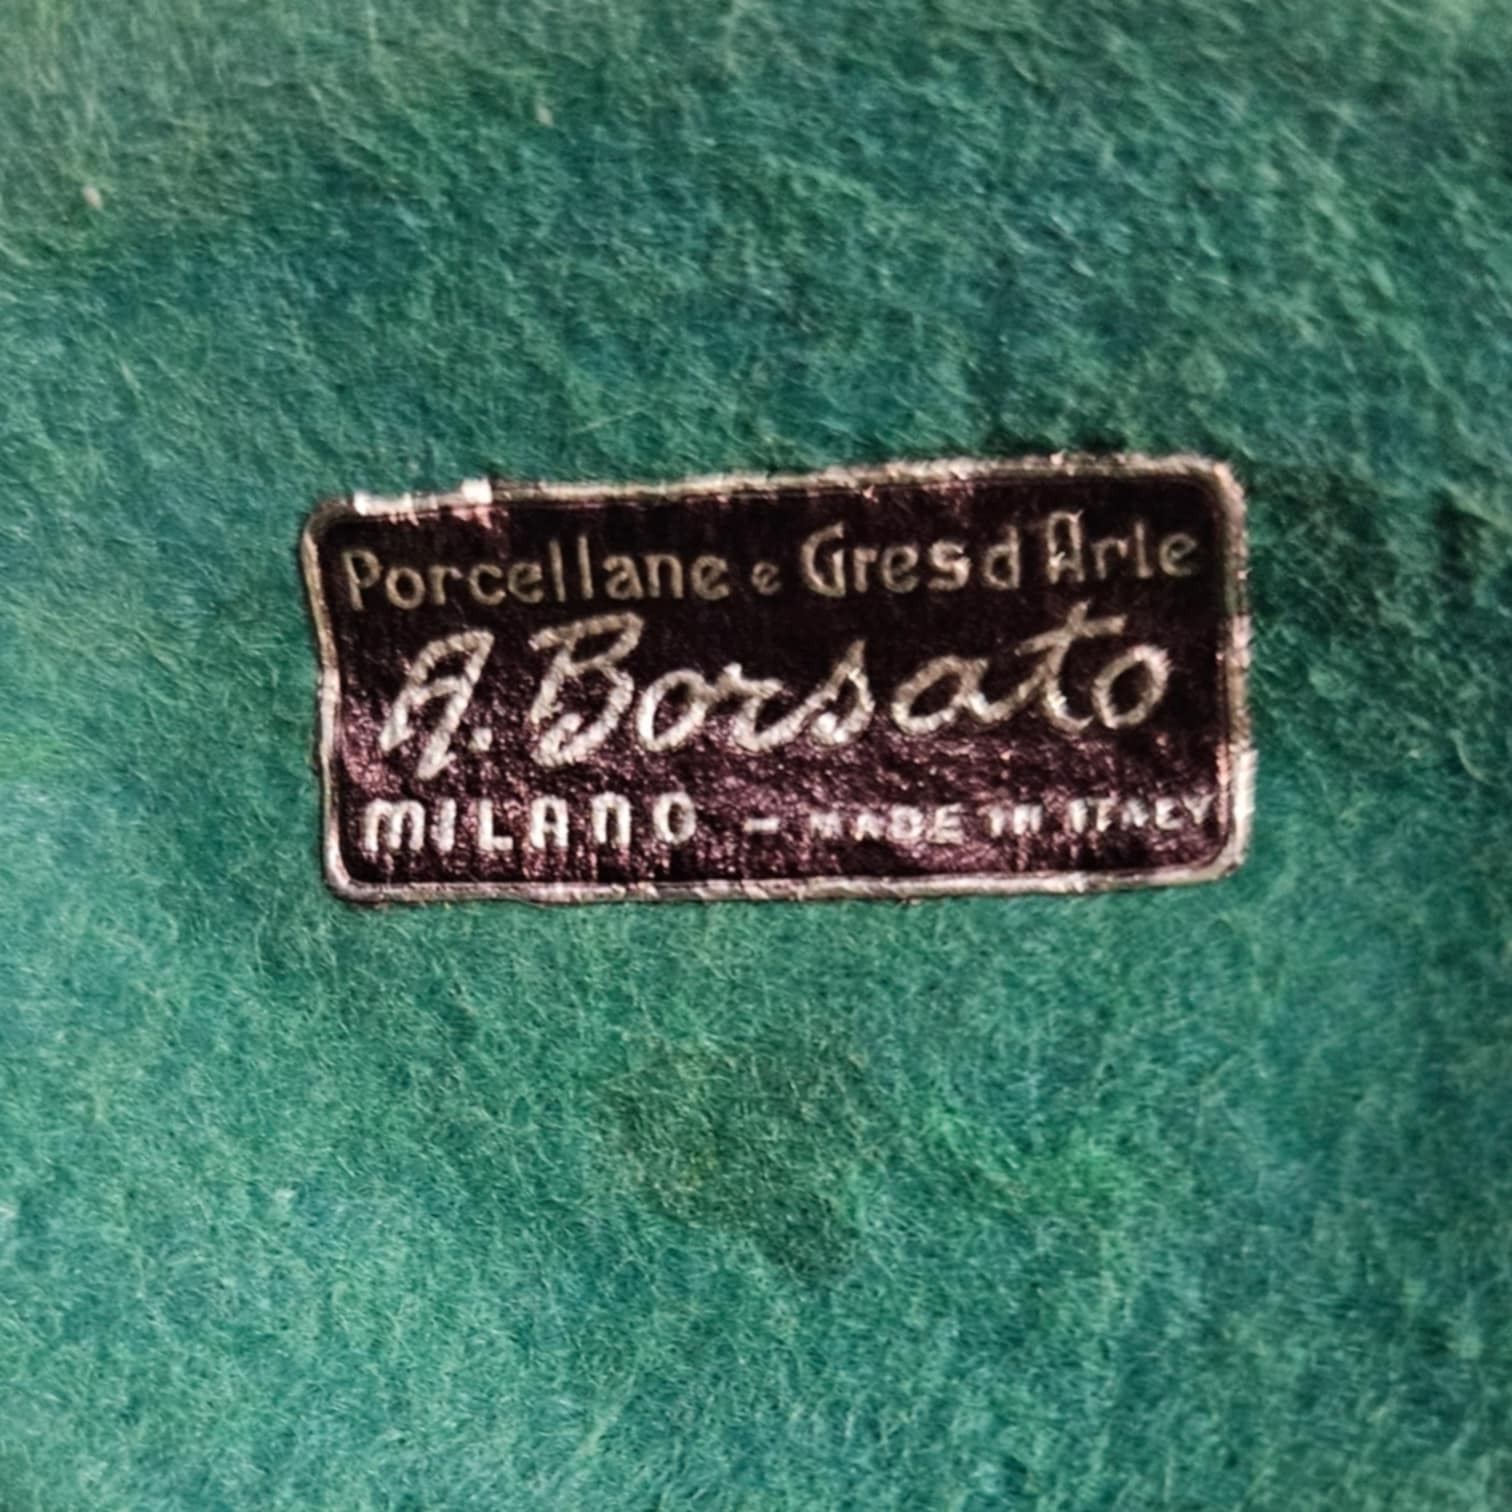 Porcellane e Gres d Arte
A. Borsato
MILANO - MADE IN ITALY